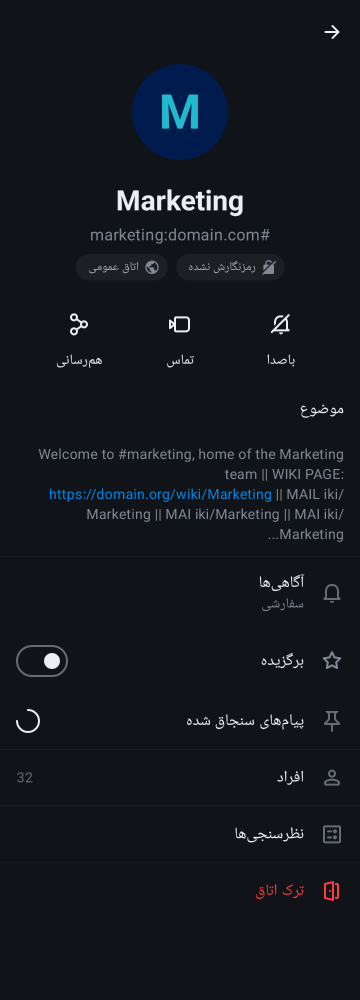 M
Marketing
marketing:domain.com#
رمزنگارش نشده
اتاق عمومی
باصدا
تماس
هم‌رسانی
موضوع
Welcome to #marketing, home of the Marketing
team || WIKI PAGE:
https://domain.org/wiki/Marketing || MAIL iki/
Marketing || MAI iki/Marketing || MAI iki/
...Marketing
آگاهی‌ها
سفارشی
برگزیده
پیام‌های سنجاق شده
افراد
32
نظرسنجی‌ها
ترک اتاق